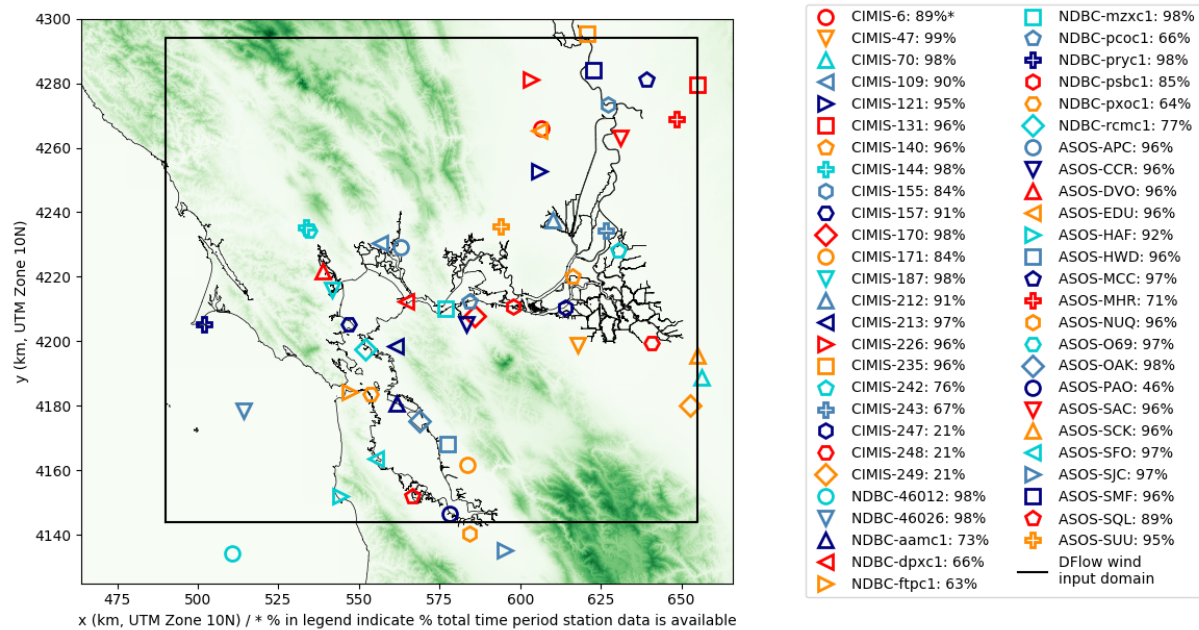 4300
4280
4260
4240
4220
4200
4180
4160
4140
y (km, UTM Zone 10N)
475
500
525
550
575
600
625
650
x (km, UTM Zone 10N) / * % in legend indicate % total time period station data is available
CIMIS-6: 89%*
CIMIS-47: 99%
CIMIS-70: 98%
CIMIS-109: 90%
CIMIS-121: 95%
CIMIS-131: 96%
CIMIS-140: 96%
CIMIS-144: 98%
CIMIS-155: 84%
CIMIS-157: 91%
CIMIS-170: 98%
CIMIS-171: 84%
CIMIS-187: 98%
CIMIS-212: 91%
CIMIS-213: 97%
CIMIS-226: 96%
CIMIS-235: 96%
CIMIS-242: 76%
CIMIS-243: 67%
CIMIS-247: 21%
CIMIS-248: 21%
CIMIS-249: 21%
NDBC-46012: 98%
NDBC-46026: 98%
NDBC-aamc1: 73%
NDBC-dpxc1: 66%
NDBC-ftpc1: 63%
NDBC-mzxc1: 98%
NDBC-pcoc1: 66%
NDBC-pryc1: 98%
NDBC-psbc1: 85%
NDBC-pxoc1: 64%
NDBC-rcmc1: 77%
ASOS-APC: 96%
ASOS-CCR: 96%
ASOS-DVO: 96%
ASOS-EDU: 96%
ASOS-HAF: 92%
ASOS-HWD: 96%
ASOS-MCC: 97%
ASOS-MHR: 71%
ASOS-NUQ: 96%
ASOS-O69: 97%
ASOS-OAK: 98%
ASOS-PAO: 46%
ASOS-SAC: 96%
ASOS-SCK: 96%
ASOS-SFO: 97%
ASOS-SJC: 97%
ASOS-SMF: 96%
ASOS-SQL: 89%
ASOS-SUU: 95%
DFlow wind
input domain